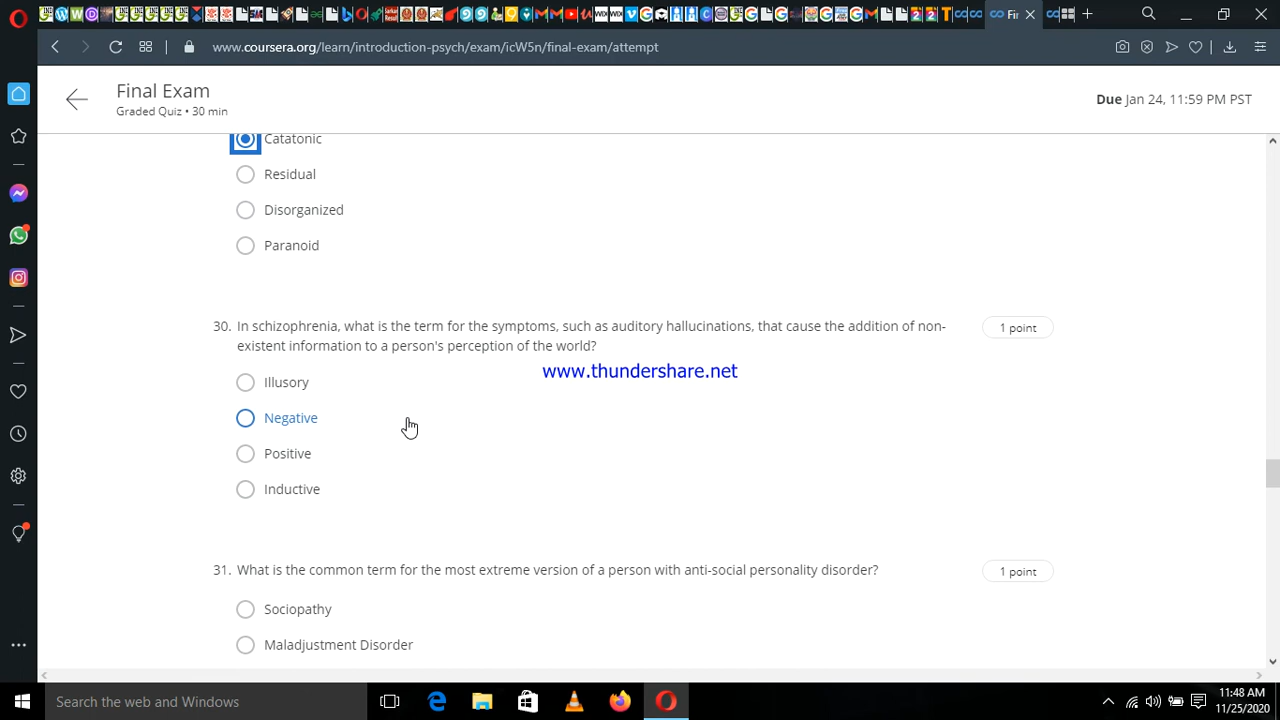 www.coursera.org/learn/introduction-psych/exam/icW5n/final-exam/attempt
Final Exam
Graded Quiz • 30 min
Due Jan 24, 11:59 PM PST
Catatonic
Residual
Disorganized
Paranoid
30. In schizophrenia, what is the term for the symptoms, such as auditory hallucinations, that cause the addition of non-
existent information to a person's perception of the world?
1 point
www.thundershare.net
Illusory
Negative
Positive
Inductive
31. What is the common term for the most extreme version of a person with anti-social personality disorder?
1 point
Sociopathy
Maladjustment Disorder
Search the web and Windows
11:48 AM
11/25/2020